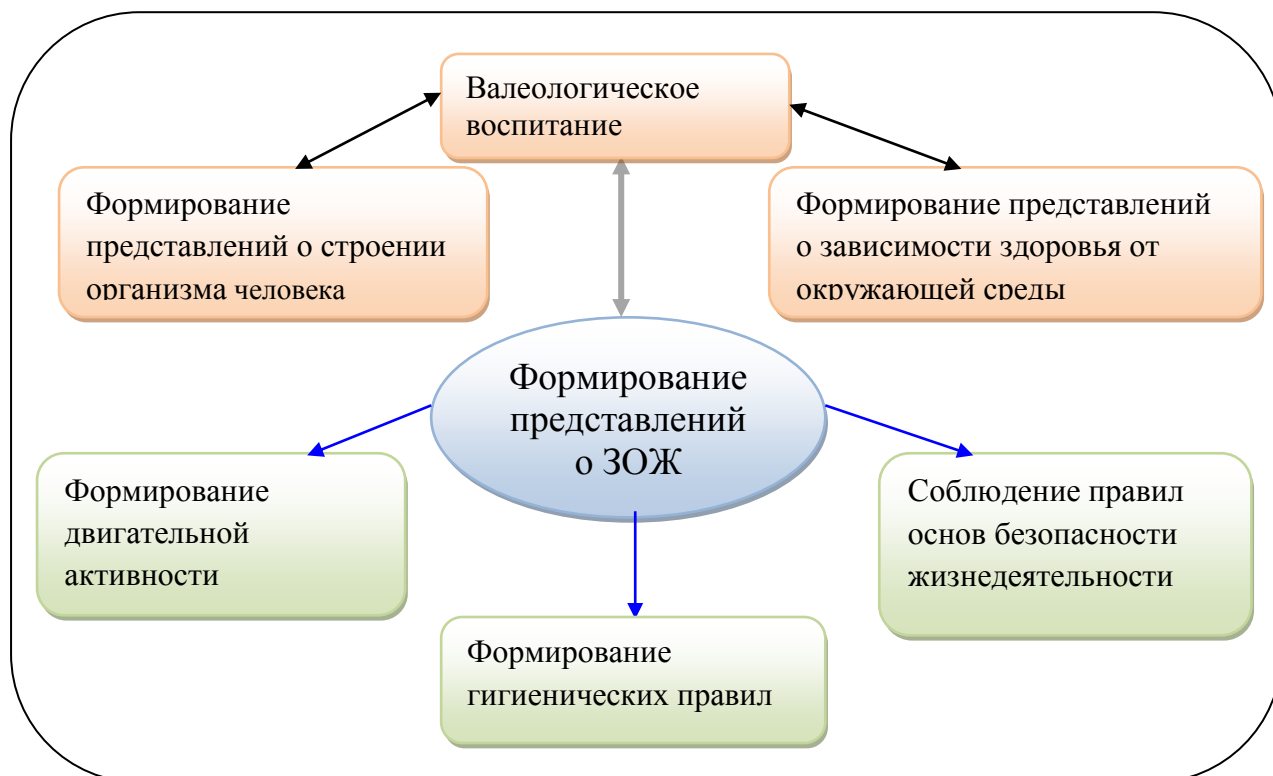 Валеологическое
воспитание
Формирование
представлений о строении
организма человека
Формирование представлений
о зависимости здоровья от
окружающей среды
Формирование
представлений
о ЗОЖ
Формирование
двигательной
активности
Соблюдение правил
основ безопасности
жизнедеятельности
Формирование
гигиенических правил